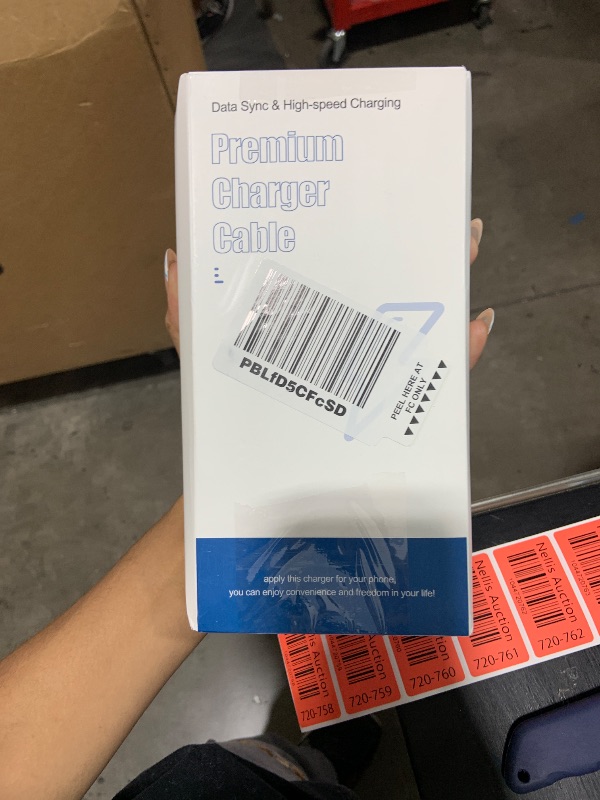 Data Sync & High-speed Charging
Premium
Charger
Cable
PBLfD5CFcSD
PEEL HERE AT
FC ONLY
apply this charger for your phone,
you can enjoy convenience and freedom in your life!
Nellis Auction
720-758
Nellis Auction
720-759
Nellis Auction
720-760
Nellis Auction
720-761
Nellis Auction
720-762